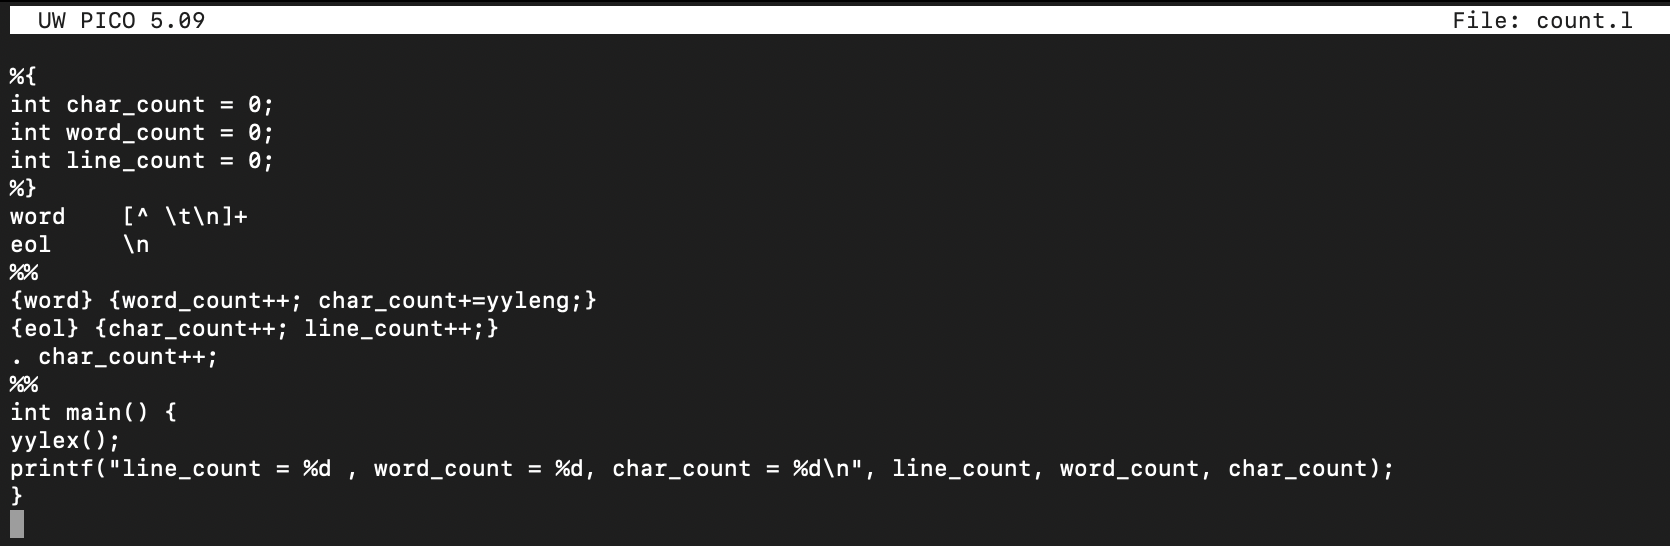 UW PICO 5.09 File: count.l
%{
int char_count = 0;
int word_count = 0;
int line_count = 0;
%}
word    [^ \t\n]+
eol     \n
%%
{word} {word_count++; char_count+=yyleng;}
{eol} {char_count++; line_count++;}
. char_count++;
%%
int main() {
yylex();
printf("line_count = %d , word_count = %d, char_count = %d\n", line_count, word_count, char_count);
}